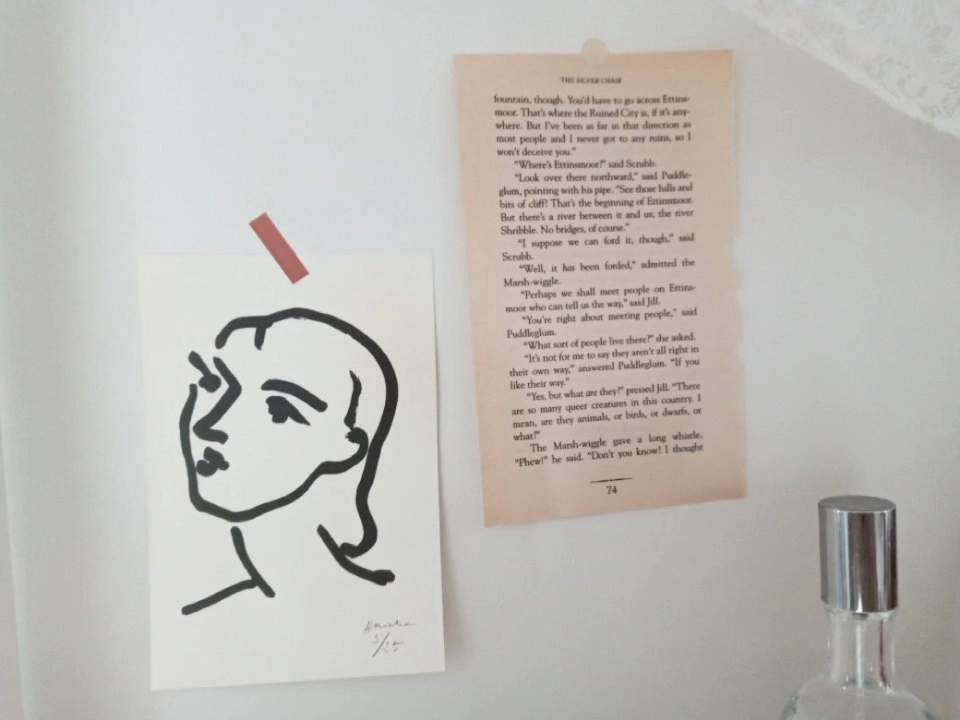 THE SILVER CHAIR
fountain, though. You'd have to go across Ettins-
moor. That's where the Ruined City is, if it's any-
where. But I've been as far in that direction as
most people and I never got to any ruins, so I
won't deceive you."
"Where's Ettinsmoor?" said Scrubb.
"Look over there northward," said Puddle-
glum, pointing with his pipe. "See those hills and
bits of cliff? That's the beginning of Ettinsmoor.
But there's a river between it and us; the river
Shribble. No bridges, of course."
"I suppose we can ford it, though," said
Scrubb.
"Well, it has been forded," admitted the
Marsh-wiggle.
"Perhaps we shall meet people on Ettins-
moor who can tell us the way," said Jill.
"You're right about meeting people," said
Puddleglum.
"What sort of people live there?" she asked.
"It's not for me to say they aren't all right in
their own way," answered Puddleglum. "If you
like their way."
"Yes, but what are they?" pressed Jill. "There
are so many queer creatures in this country. I
mean, are they animals, or birds, or dwarfs, or
what?"
The Marsh-wiggle gave a long whistle.
"Phew!" he said. "Don't you know? I thought
74
3/25